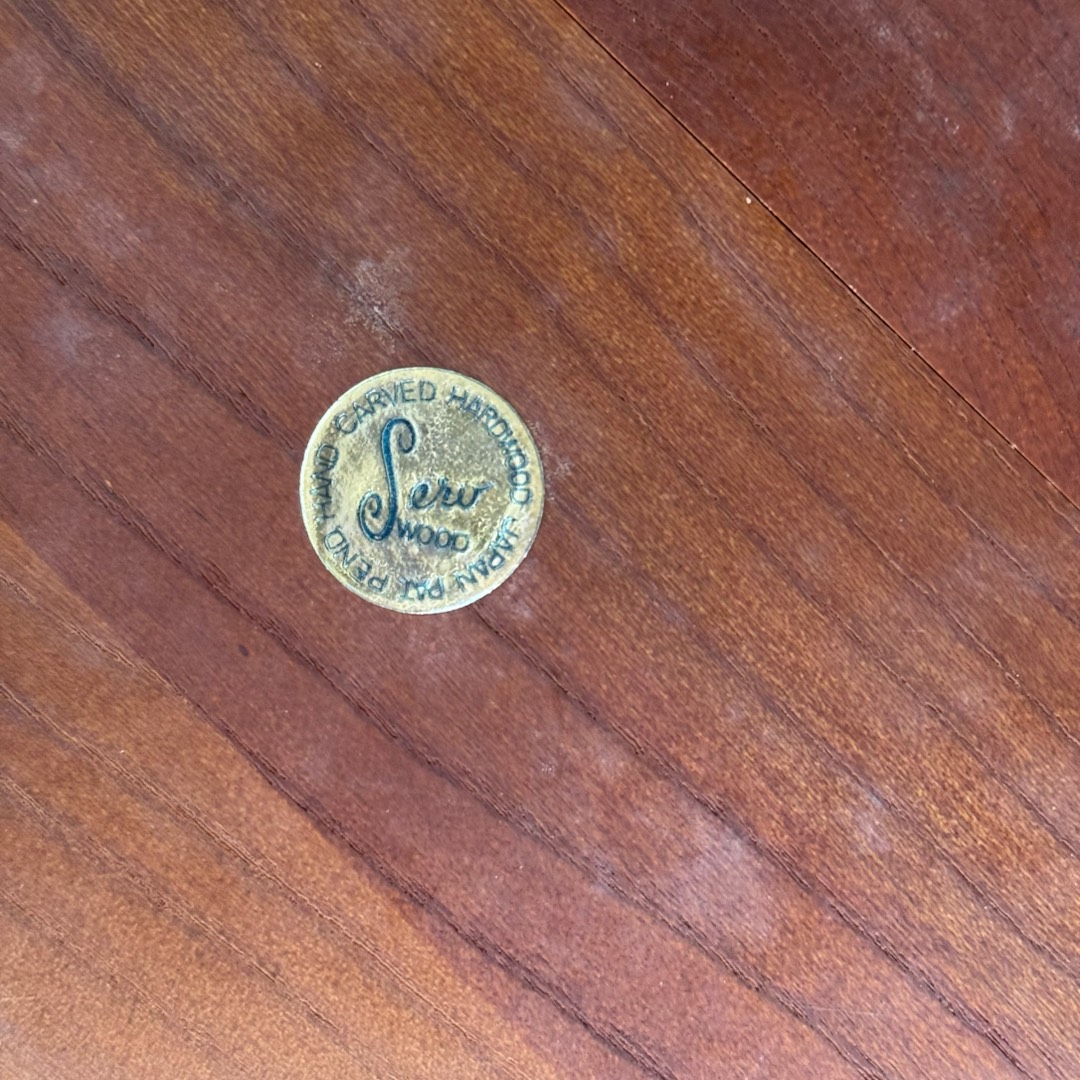 HAND CARVED HARDWOOD
Serv
WOOD
JAPAN PAT PEND